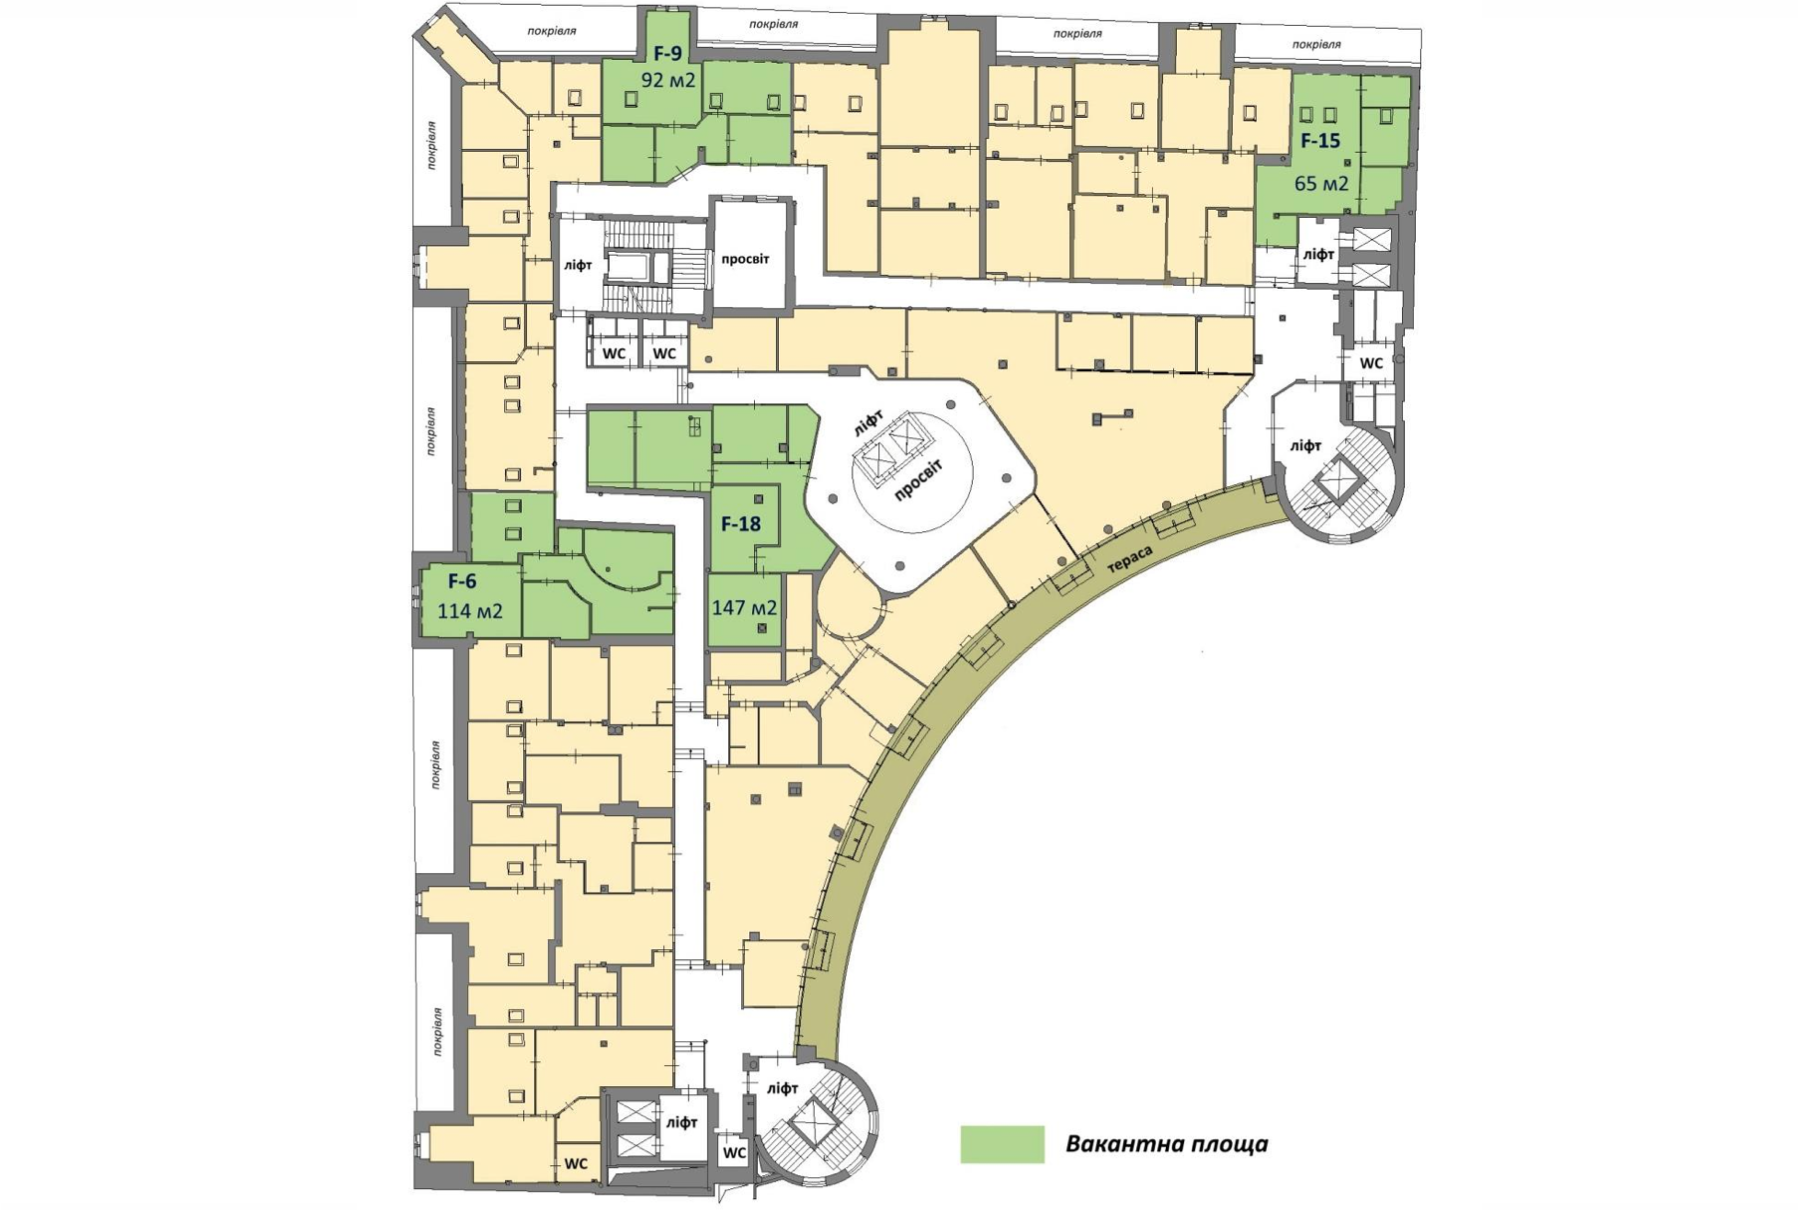 покрівля
покрівля
покрівля
покрівля
F-9
92 м2
F-15
65 м2
покрівля
ліфт
просвіт
ліфт
WC
WC
WC
покрівля
ліфт
просвіт
ліфт
F-18
147 м2
тераса
F-6
114 м2
покрівля
покрівля
ліфт
ліфт
WC
WC
Вакантна площа